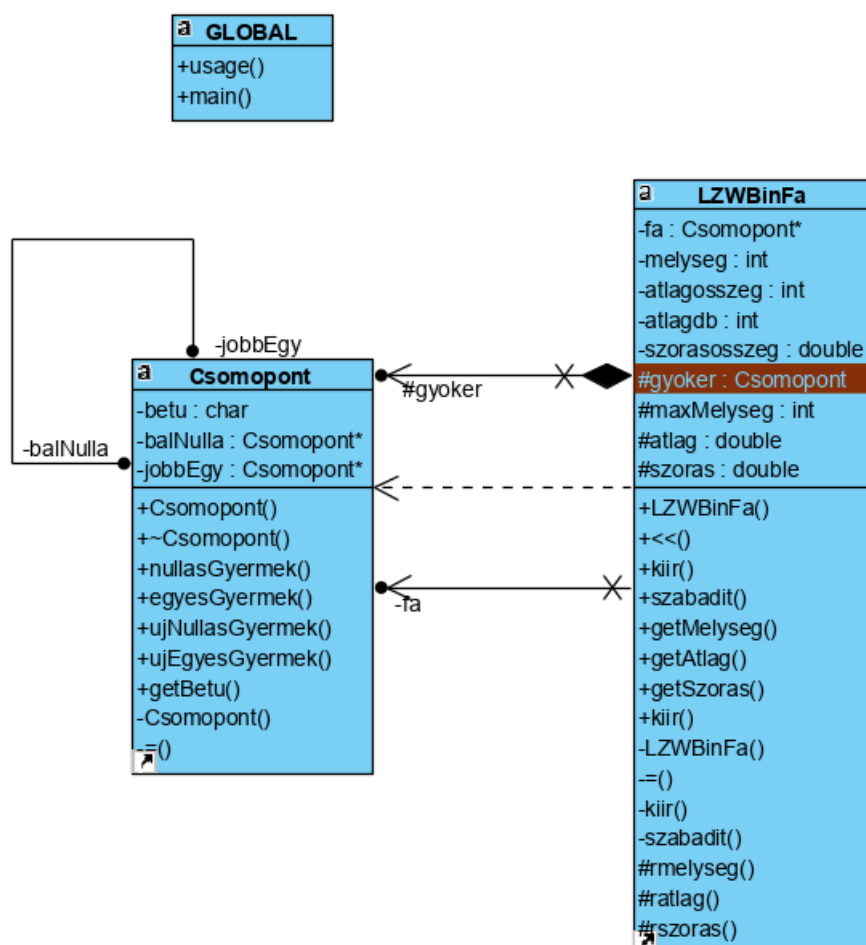 GLOBAL
+usage()
+main()
-jobbEgy
-balNulla
Csomopont
-betu : char
-balNulla : Csomopont*
-jobbEgy : Csomopont*
+Csomopont()
+~Csomopont()
+nullasGyermek()
+egyesGyermek()
+ujNullasGyermek()
+ujEgyesGyermek()
+getBetu()
-Csomopont()
-=()
#gyoker
-fa
LZWBinFa
-fa : Csomopont*
-melyseg : int
-atlagosszeg : int
-atlagdb : int
-szorasosszeg : double
#gyoker : Csomopont
#maxMelyseg : int
#atlag : double
#szoras : double
+LZWBinFa()
+<<()
+kiir()
+szabadit()
+getMelyseg()
+getAtlag()
+getSzoras()
+kiir()
-LZWBinFa()
-=()
-kiir()
-szabadit()
#rmelyseg()
#ratlag()
#rszoras()